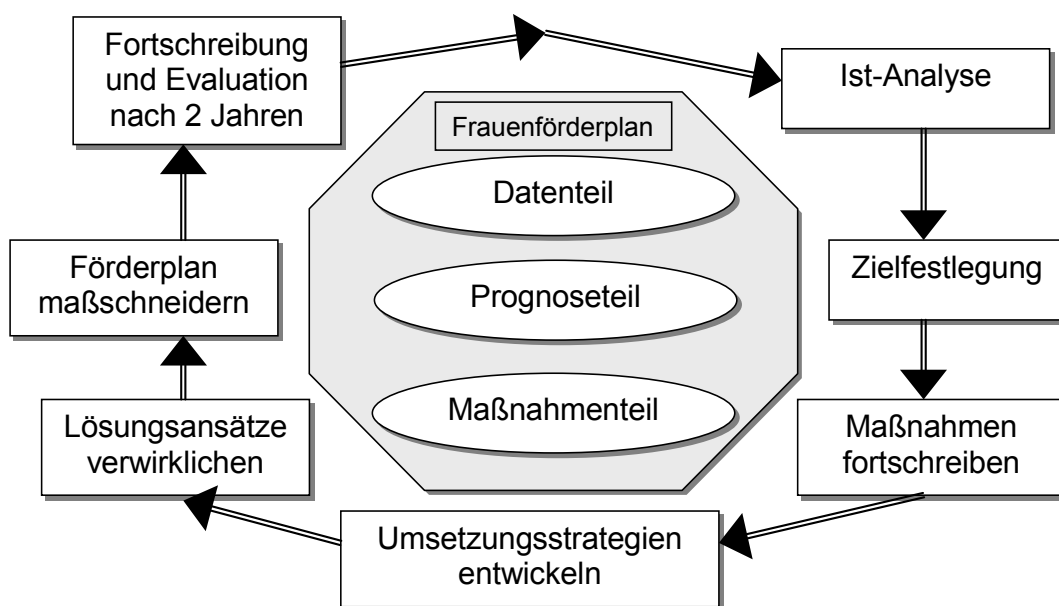 Fortschreibung
und Evaluation
nach 2 Jahren
Ist-Analyse
Frauenförderplan
Datenteil
Förderplan
maßschneidern
Zielfestlegung
Prognoseteil
Lösungsansätze
verwirklichen
Maßnahmenteil
Maßnahmen
fortschreiben
Umsetzungsstrategien
entwickeln